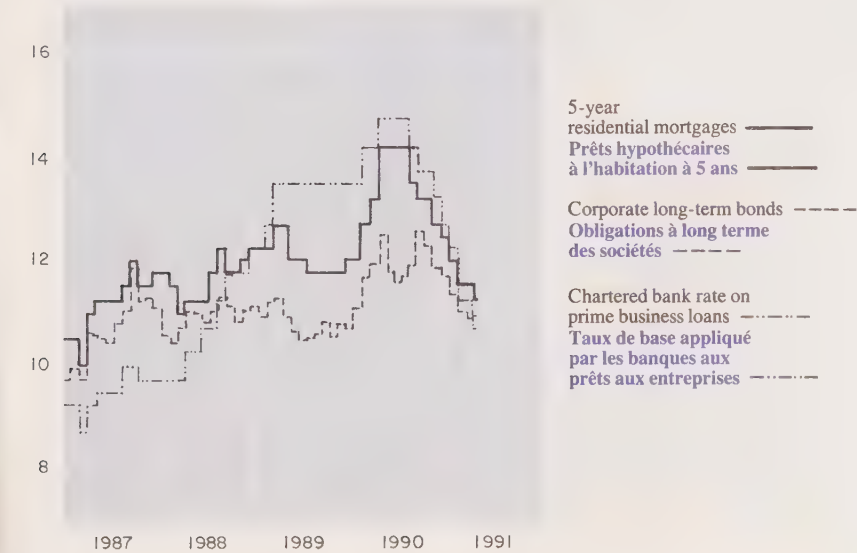 16
14
12
10
8
1987 1988 1989 1990 1991
5-year
residential mortgages
Prêts hypothécaires
à l'habitation à 5 ans
Corporate long-term bonds
Obligations à long terme
des sociétés
Chartered bank rate on
prime business loans
Taux de base appliqué
par les banques aux
prêts aux entreprises